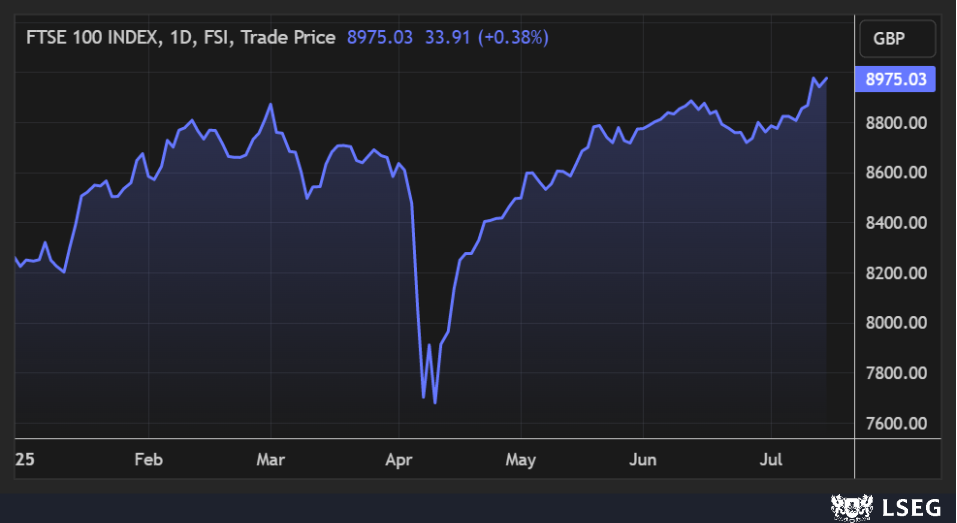 FTSE 100 INDEX, 1D, FSI, Trade Price 8975.03 33.91 (+0.38%)
GBP
8975.03
8800.00
8600.00
8400.00
8200.00
8000.00
7800.00
7600.00
25 Feb Mar Apr May Jun Jul
LSEG